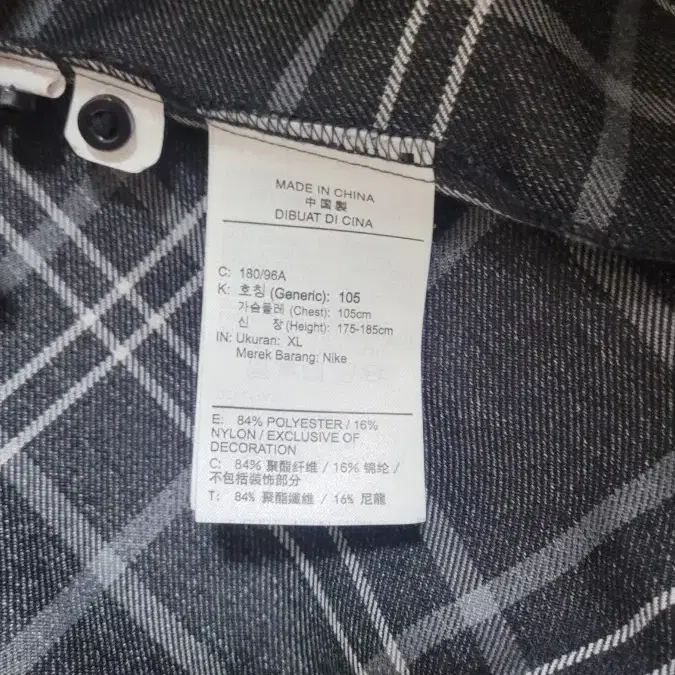 MADE IN CHINA
中国製
DIBUAT DI CINA
C: 180/96A
K: 호칭 (Generic): 105
가슴둘레 (Chest): 105cm
신 장 (Height): 175-185cm
IN: Ukuran: XL
Merek Barang: Nike
E: 84% POLYESTER / 16%
NYLON / EXCLUSIVE OF
DECORATION
C: 84% 聚酯纤维 / 16% 锦纶 /
不包括装饰部分
T: 84% 聚酯纖維 / 16% 尼龍